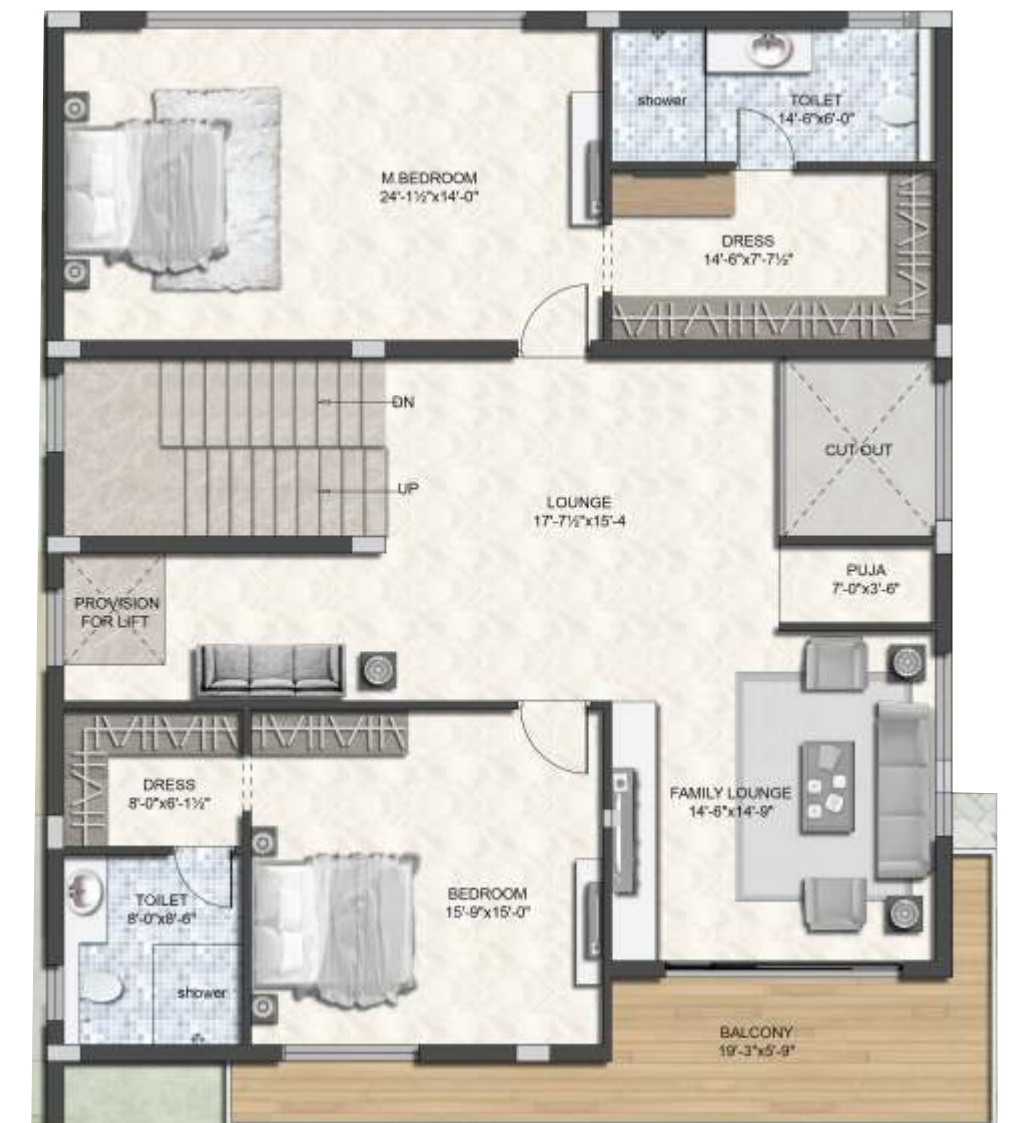 shower
TOILET
14'-6"x6'-0"
M.BEDROOM
24'-1½"x14'-0"
DRESS
14'-6"x7'-7½"
DN
UP
CUT OUT
LOUNGE
17'-7½"x15'-4
PUJA
7'-0"x3'-6"
PROVISION
FOR LIFT
DRESS
8'-0"x6'-1½"
FAMILY LOUNGE
14'-6"x14'-9"
TOILET
8'-0"x8'-6"
BEDROOM
15'-9"x15'-0"
shower
BALCONY
19'-3"x5'-9"